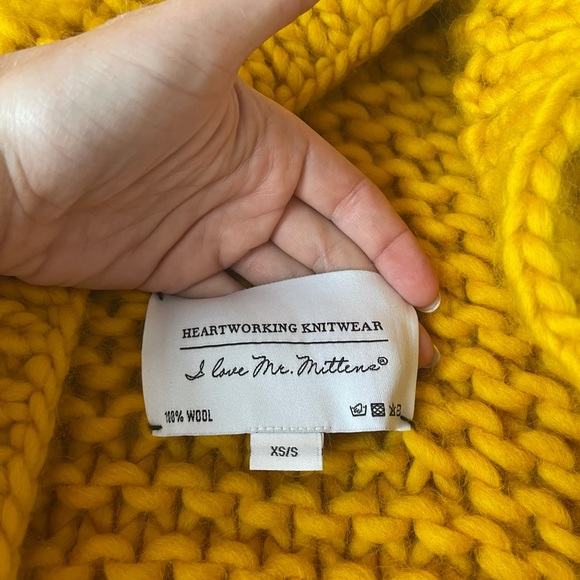 HEARTWORKING KNITWEAR
I love Mr. Mittens®
100% WOOL
XS/S